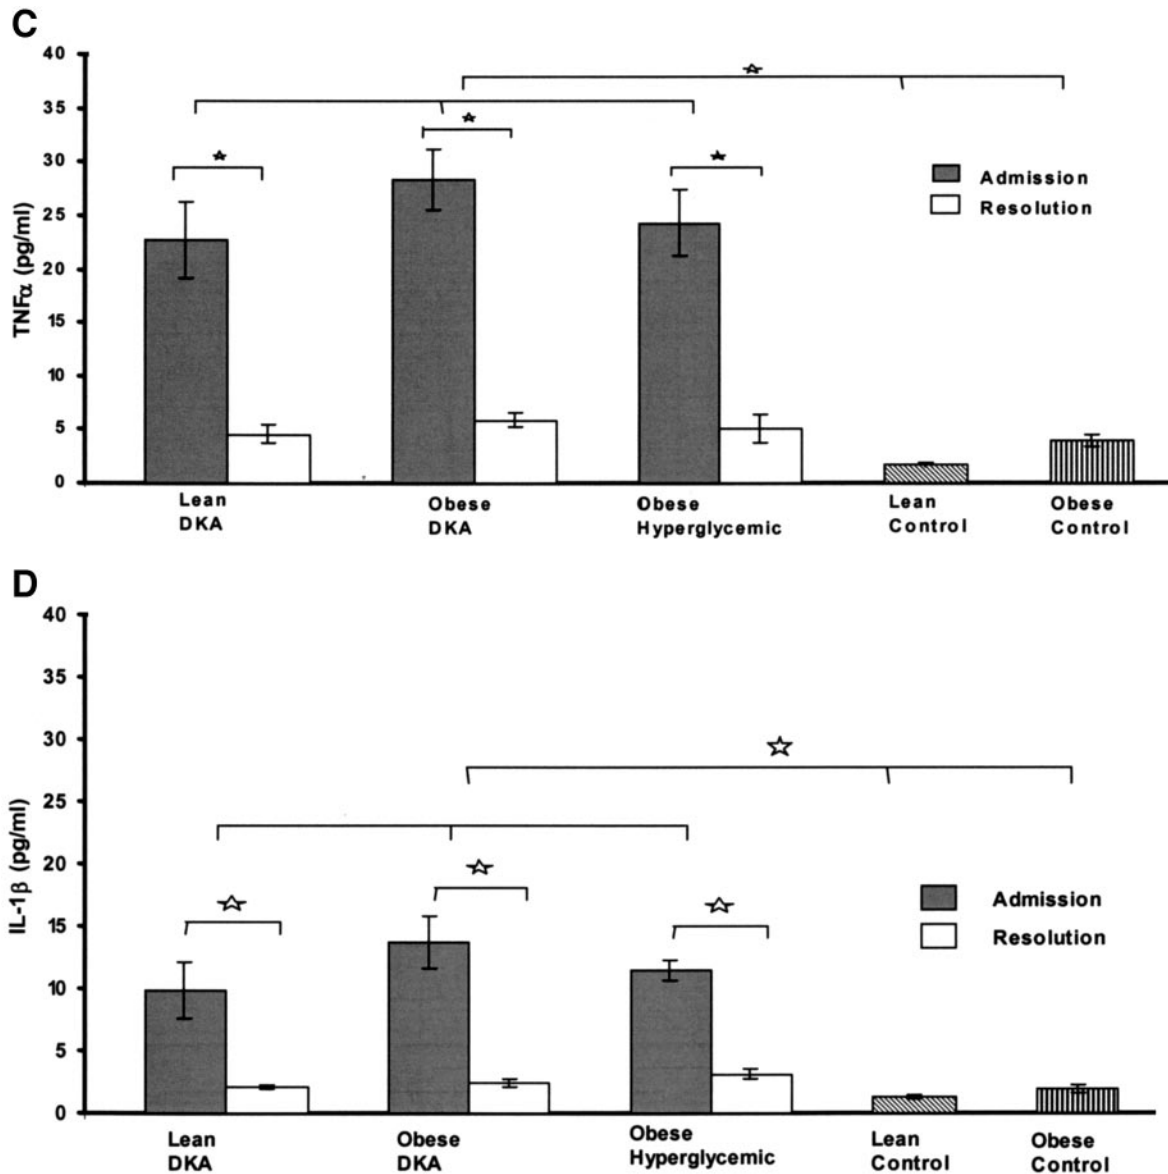 C
40
35
30
25
20
15
10
5
0
TNFα (pg/ml)
Admission
Resolution
Lean
DKA
Obese
DKA
Obese
Hyperglycemic
Lean
Control
Obese
Control
D
40
35
30
25
20
15
10
5
0
IL-1β (pg/ml)
Admission
Resolution
Lean
DKA
Obese
DKA
Obese
Hyperglycemic
Lean
Control
Obese
Control